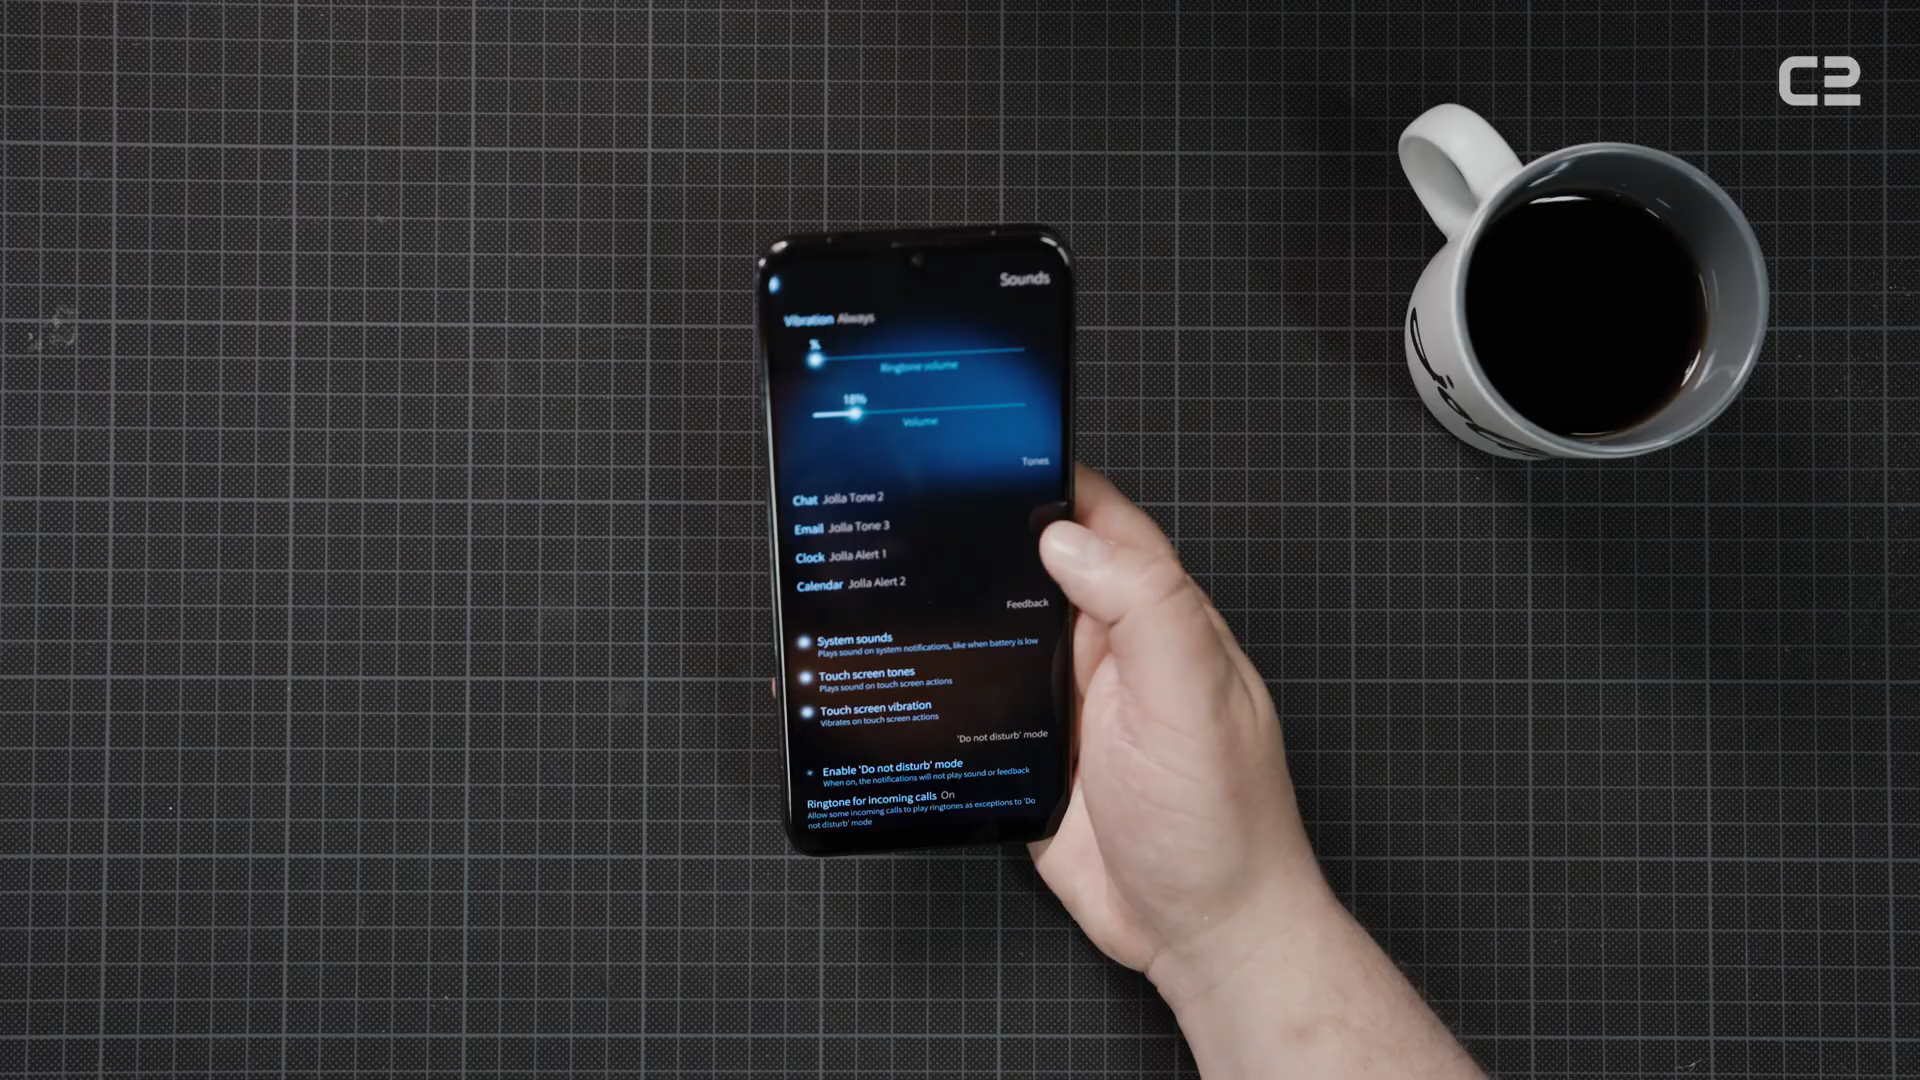 C2
Sounds
Vibration Always
Ringtone volume
18%
Volume
Tones
Chat Jolla Tone 2
Email Jolla Tone 3
Clock Jolla Alert 1
Calendar Jolla Alert 2
Feedback
System sounds
Plays sound on system notifications, like when battery is low
Touch screen tones
Plays sound on touch screen actions
Touch screen vibration
Vibrates on touch screen actions
'Do not disturb' mode
Enable 'Do not disturb' mode
When on, the notifications will not play sound or feedback
Ringtone for incoming calls On
Allow some incoming calls to play ringtones as exceptions to 'Do
not disturb' mode